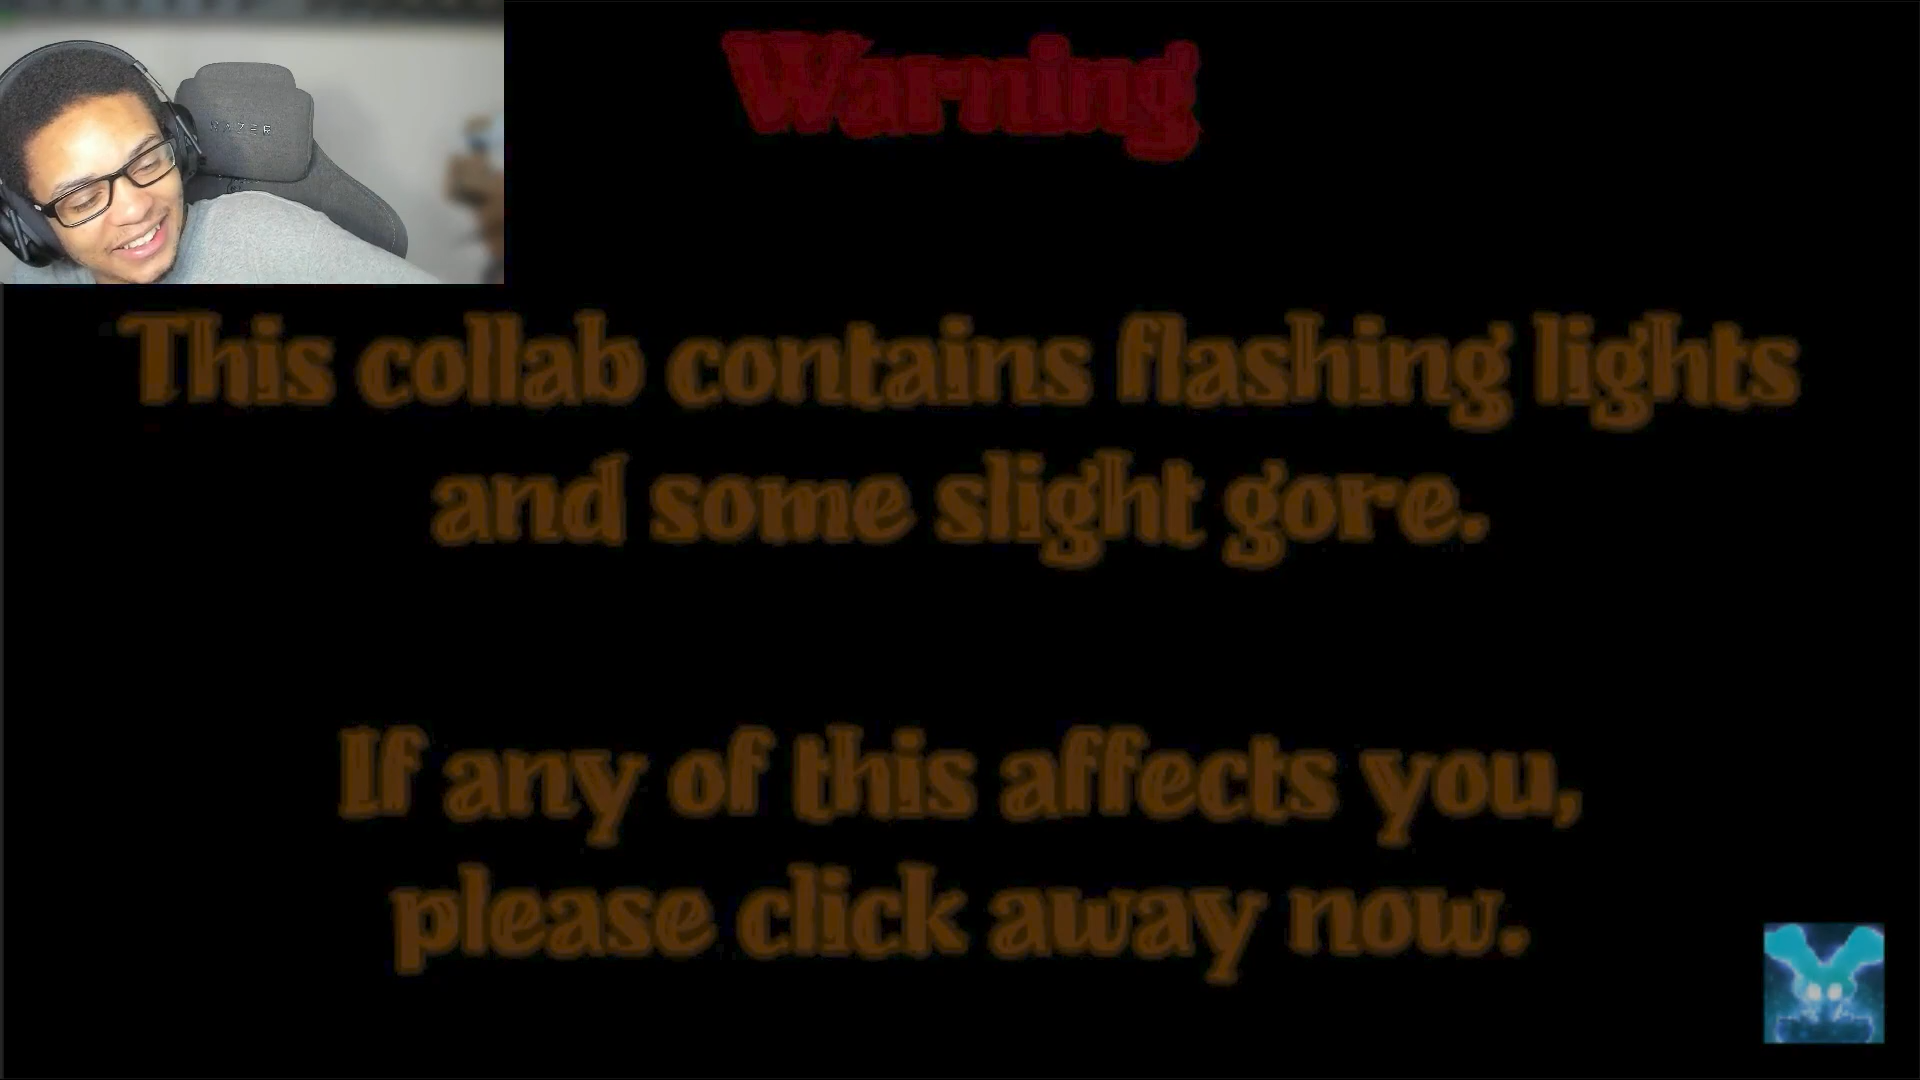 RAZER
Warning
This collab contains flashing lights
and some slight gore.
If any of this affects you,
please click away now.